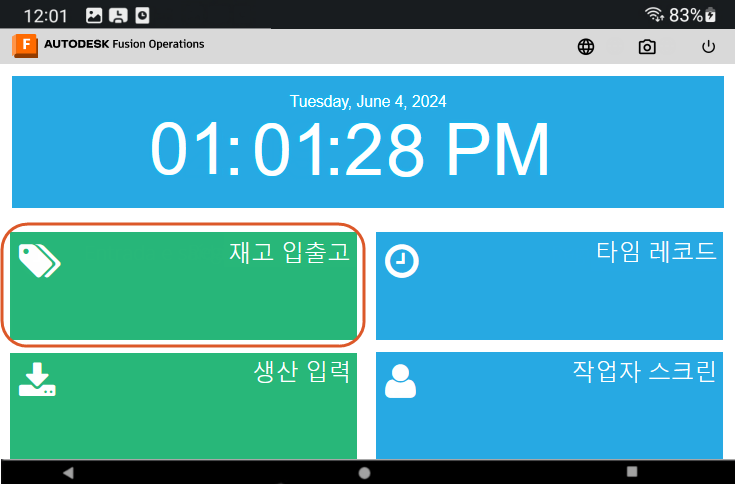 12:01 83%
F AUTODESK Fusion Operations
Tuesday, June 4, 2024
01:01:28 PM
재고 입출고
타임 레코드
생산 입력
작업자 스크린